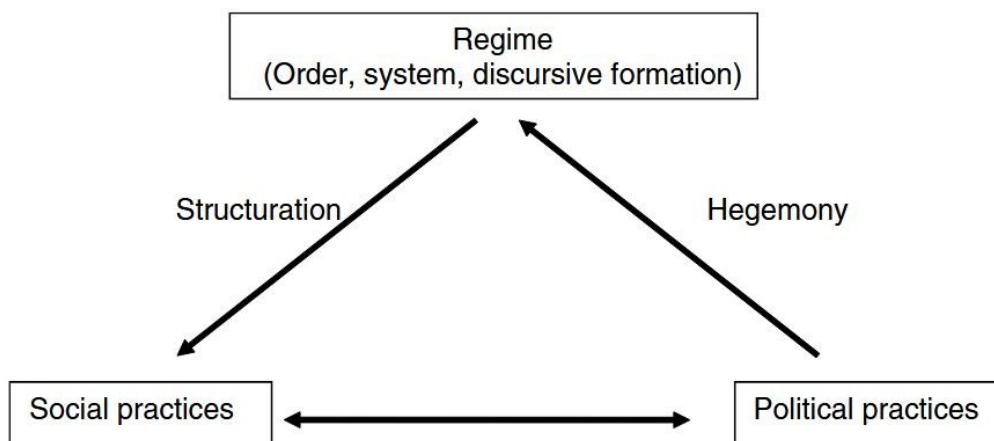 Regime
(Order, system, discursive formation)
Structuration
Hegemony
Social practices
Political practices